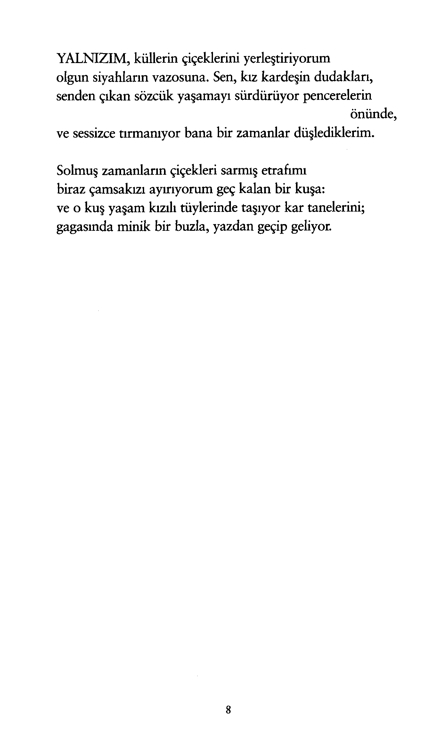 YALNIZIM, küllerin çiçeklerini yerleştiriyorum
olgun siyahların vazosuna. Sen, kız kardeşin dudakları,
senden çıkan sözcük yaşamayı sürdürüyor pencerelerin
önünde,
ve sessizce tırmanıyor bana bir zamanlar düşlediklerim.

Solmuş zamanların çiçekleri sarmış etrafımı
biraz çamsakızı ayırıyorum geç kalan bir kuşa:
ve o kuş yaşam kızılı tüylerinde taşıyor kar tanelerini;
gagasında minik bir buzla, yazdan geçip geliyor.

8